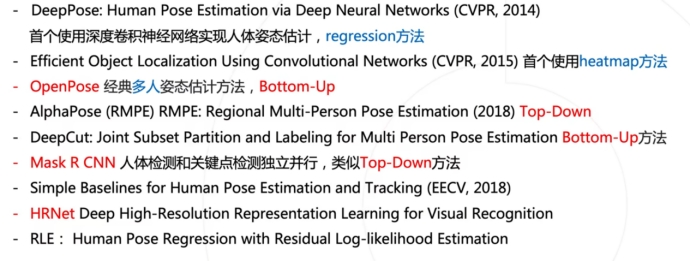 - DeepPose: Human Pose Estimation via Deep Neural Networks (CVPR, 2014)
首个使用深度卷积神经网络实现人体姿态估计，regression方法
- Efficient Object Localization Using Convolutional Networks (CVPR, 2015) 首个使用heatmap方法
- OpenPose 经典多人姿态估计方法，Bottom-Up
- AlphaPose (RMPE) RMPE: Regional Multi-Person Pose Estimation (2018) Top-Down
- DeepCut: Joint Subset Partition and Labeling for Multi Person Pose Estimation Bottom-Up方法
- Mask R CNN 人体检测和关键点检测独立并行，类似Top-Down方法
- Simple Baselines for Human Pose Estimation and Tracking (EECV, 2018)
- HRNet Deep High-Resolution Representation Learning for Visual Recognition
- RLE： Human Pose Regression with Residual Log-likelihood Estimation